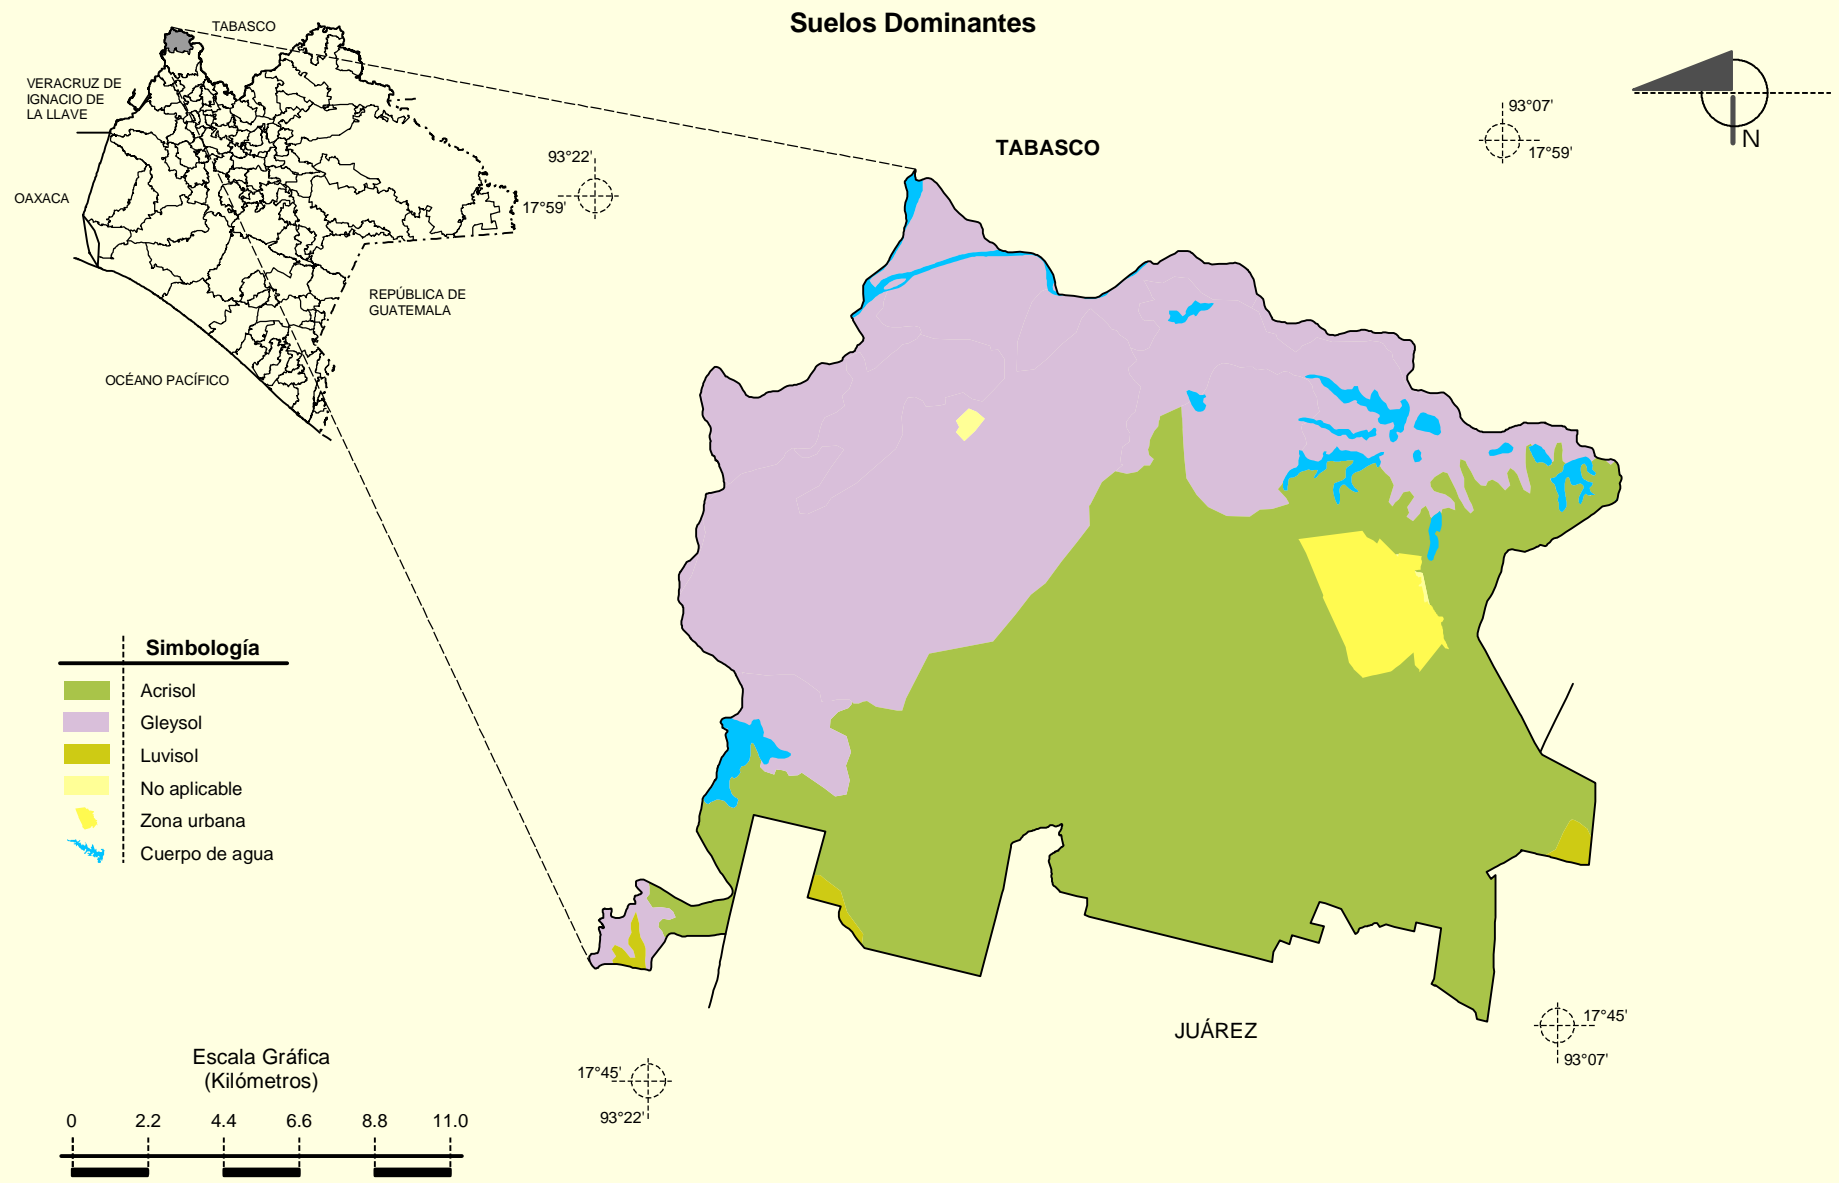 Suelos Dominantes
TABASCO
VERACRUZ DE
IGNACIO DE
LA LLAVE
OAXACA
REPÚBLICA DE
GUATEMALA
OCÉANO PACÍFICO
93°22'
17°59'
TABASCO
93°07'
17°59'
N
Simbología
Acrisol
Gleysol
Luvisol
No aplicable
Zona urbana
Cuerpo de agua
JUÁREZ
17°45'
93°07'
17°45'
93°22'
Escala Gráfica
(Kilómetros)
0 2.2 4.4 6.6 8.8 11.0